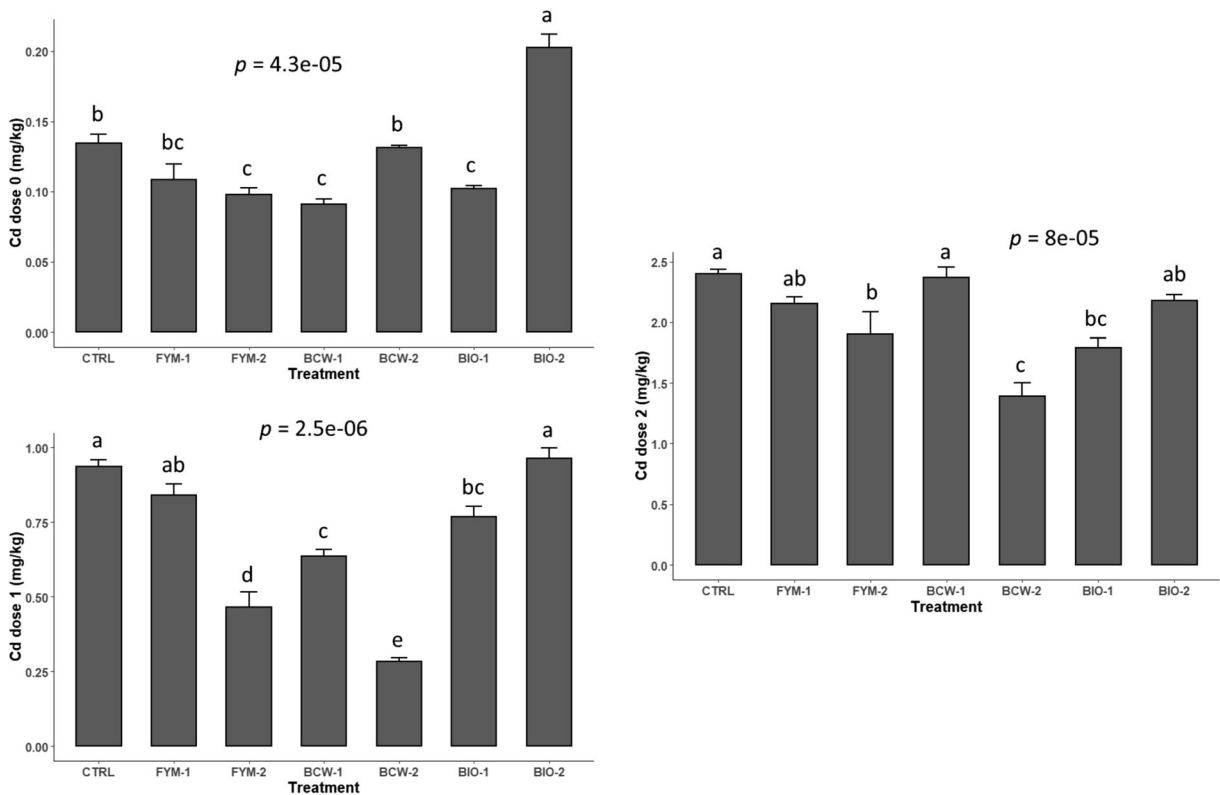 a
0.20
p = 4.3e-05
0.15
b
bc
c
c
b
c
0.10
0.05
0.00
Cd dose 0 (mg/kg)
CTRL FYM-1 FYM-2 BCW-1 BCW-2 BIO-1 BIO-2
Treatment
p = 2.5e-06
1.00
a
ab
d
c
e
bc
a
0.75
0.50
0.25
0.00
Cd dose 1 (mg/kg)
CTRL FYM-1 FYM-2 BCW-1 BCW-2 BIO-1 BIO-2
Treatment
p = 8e-05
2.5
a
ab
b
a
c
bc
ab
2.0
1.5
1.0
0.5
0.0
Cd dose 2 (mg/kg)
CTRL FYM-1 FYM-2 BCW-1 BCW-2 BIO-1 BIO-2
Treatment